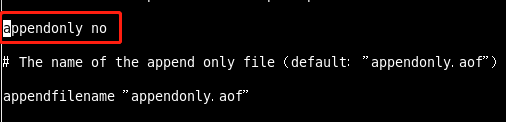 appendonly no
# The name of the append only file (default: "appendonly.aof")
appendfilename "appendonly.aof"